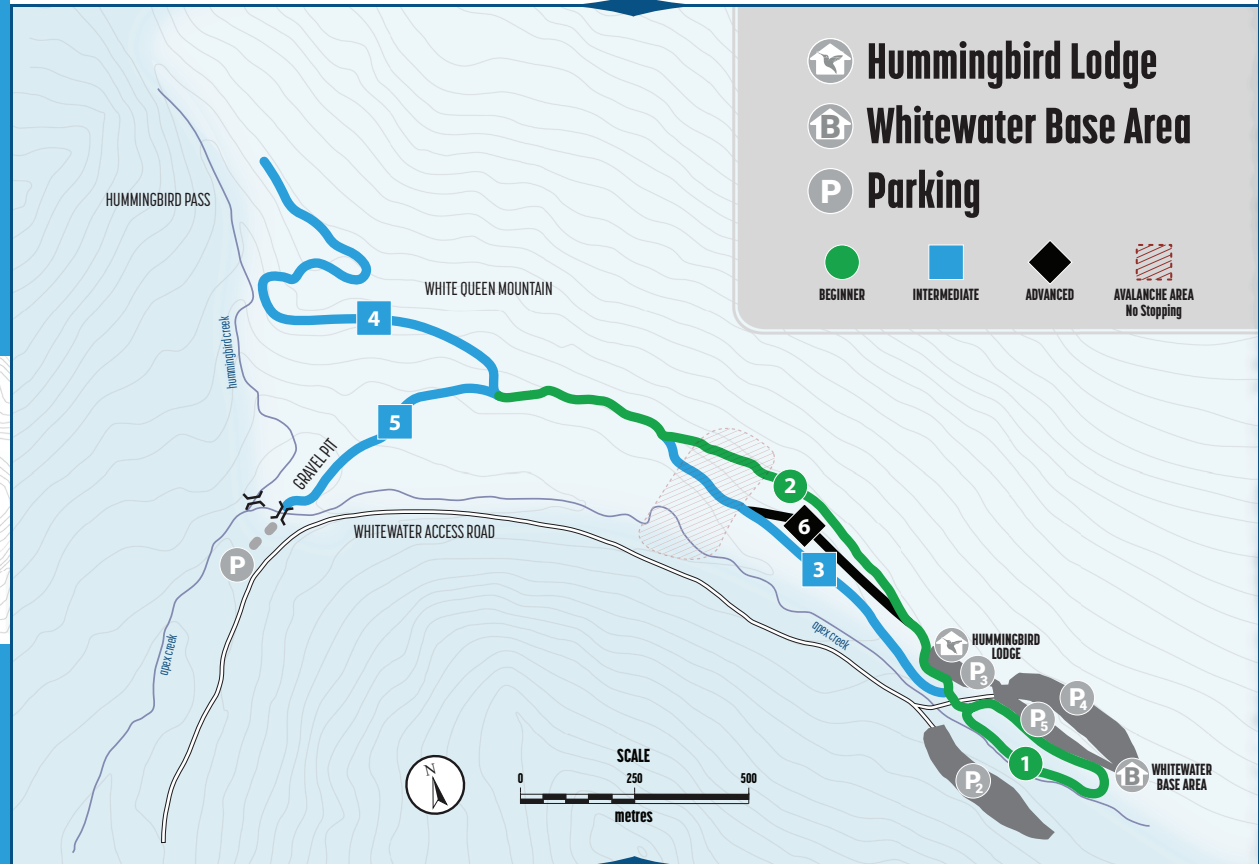 Hummingbird Lodge
B Whitewater Base Area
P Parking
BEGINNER
INTERMEDIATE
ADVANCED
AVALANCHE AREA
No Stopping
HUMMINGBIRD PASS
WHITE QUEEN MOUNTAIN
4
hummingbird creek
5
GRAVEL PIT
2
6
WHITEWATER ACCESS ROAD
P
3
apex creek
apex creek
HUMMINGBIRD
LODGE
P3
P4
P5
1
B
WHITEWATER
BASE AREA
P2
N
SCALE
0 250 500
metres